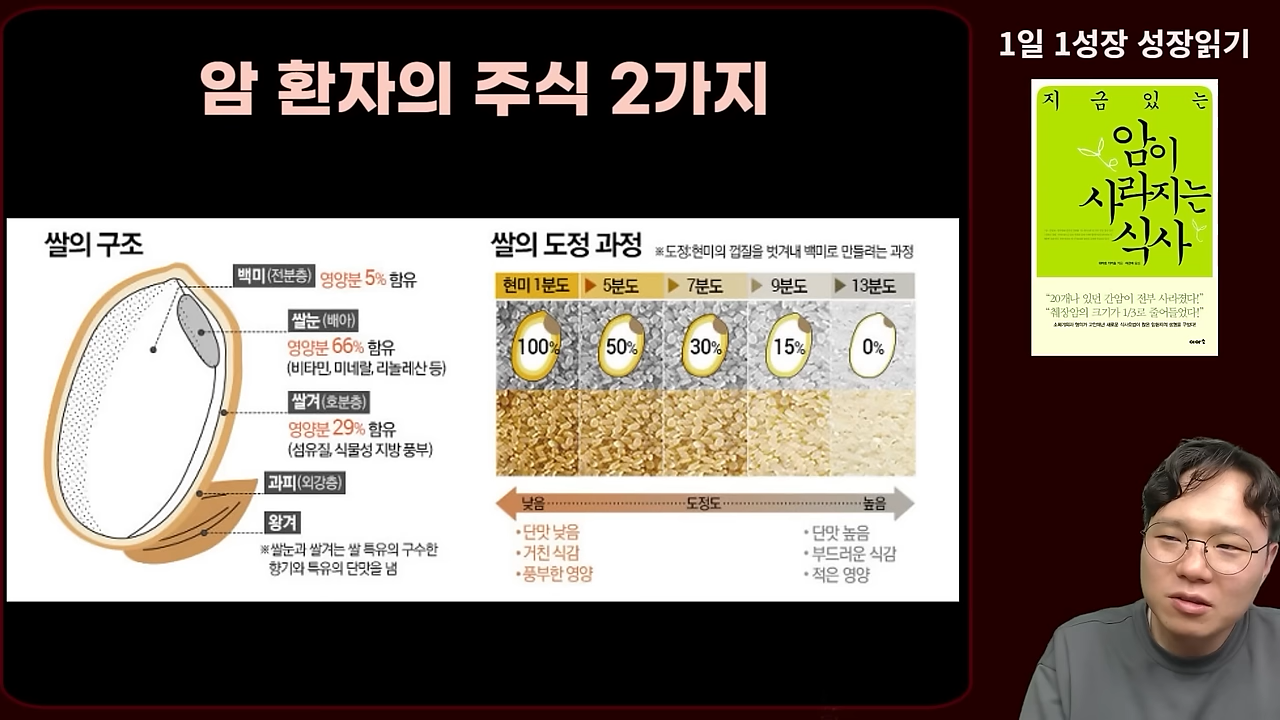 암 환자의 주식 2가지
1일 1성장 성장읽기
지금있는
암이
사라지는
식사
“20개나 있던 간암이 전부 사라졌다!”
“췌장암의 크기가 1/3로 줄어들었다!”
쌀의 구조
백미(전분층) 영양분 5% 함유
쌀눈(배아)
영양분 66% 함유
(비타민, 미네랄, 리놀레산 등)
쌀겨(호분층)
영양분 29% 함유
(섬유질, 식물성 지방 풍부)
과피(외강층)
왕겨
※쌀눈과 쌀겨는 쌀 특유의 구수한
향기와 특유의 단맛을 냄
쌀의 도정 과정 ※도정:현미의 껍질을 벗겨내 백미로 만들려는 과정
현미 1분도 5분도 7분도 9분도 13분도
100% 50% 30% 15% 0%
낮음 도정도 높음
•단맛 낮음
•거친 식감
•풍부한 영양
•단맛 높음
•부드러운 식감
•적은 영양